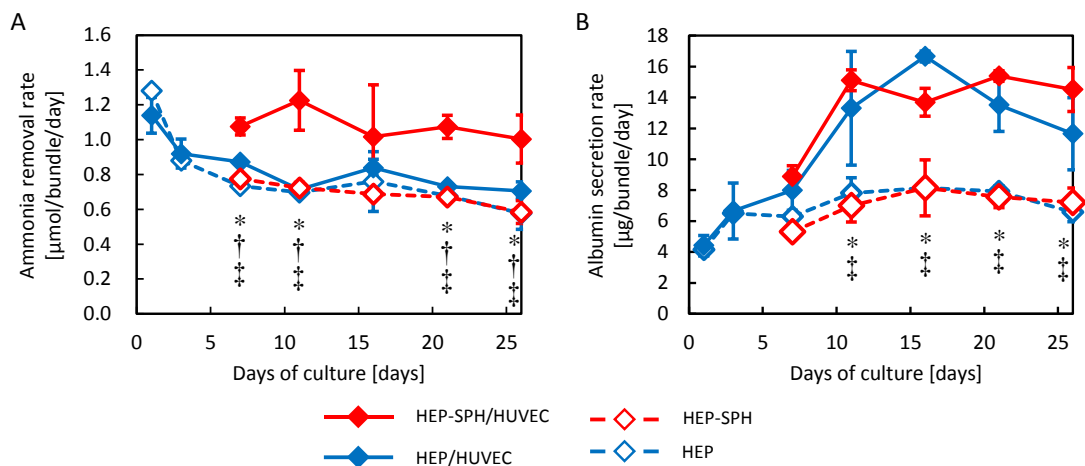 A
Ammonia removal rate
[µmol/bundle/day]
1.6
1.4
1.2
1.0
0.8
0.6
0.4
0.2
0.0
* † ‡
* † ‡
* † ‡
* † ‡
0 5 10 15 20 25
Days of culture [days]
B
Albumin secretion rate
[µg/bundle/day]
18
16
14
12
10
8
6
4
2
0
* ‡
* ‡
* ‡
* ‡
0 5 10 15 20 25
Days of culture [days]
HEP-SPH/HUVEC
HEP-SPH
HEP/HUVEC
HEP